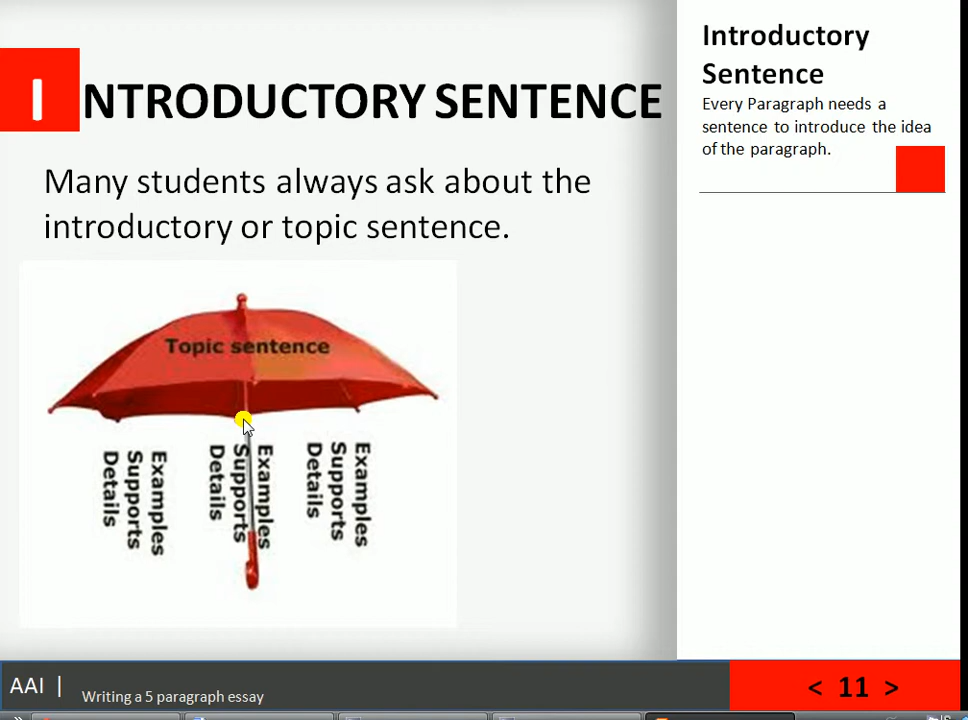 INTRODUCTORY SENTENCE
Many students always ask about the
introductory or topic sentence.
Topic sentence
Examples
Supports
Details
Examples
Supports
Details
Examples
Supports
Details
Introductory
Sentence
Every Paragraph needs a
sentence to introduce the idea
of the paragraph.
AAI |
Writing a 5 paragraph essay
< 11 >